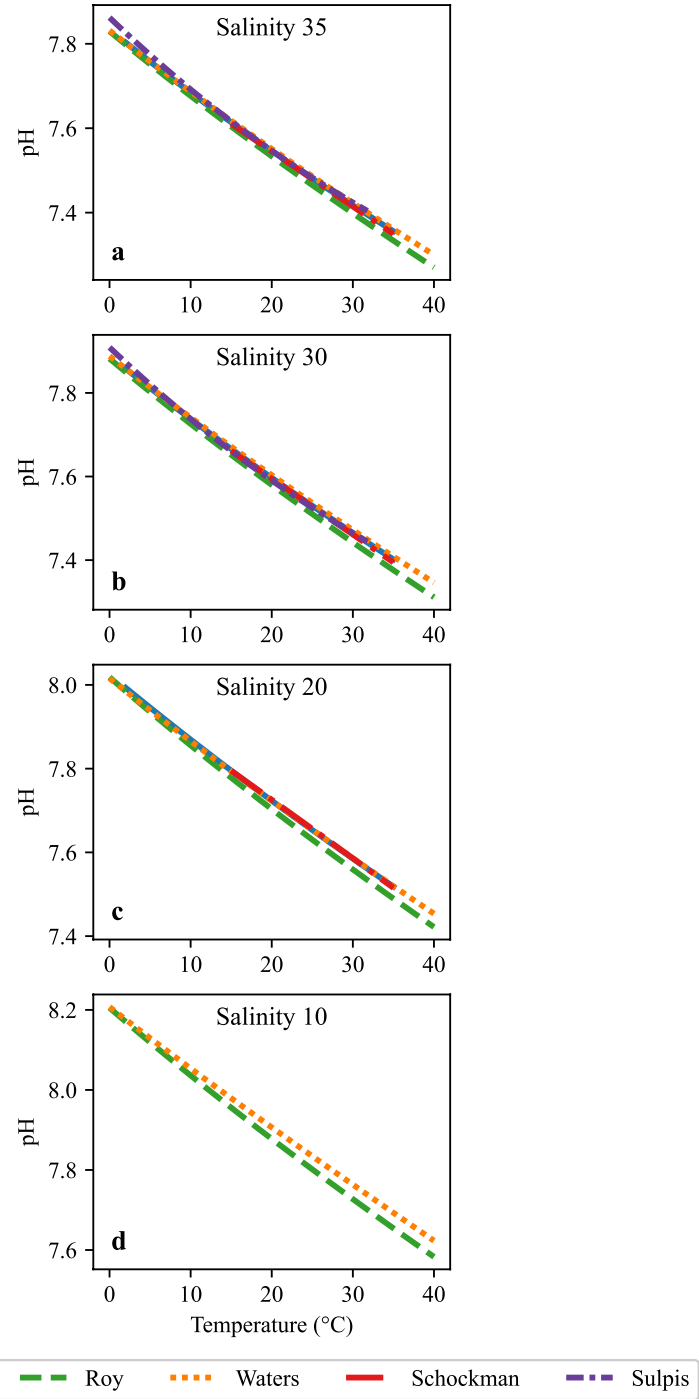 Salinity 35
7.8
7.6
7.4
pH
a
0 10 20 30 40
Salinity 30
7.8
7.6
7.4
pH
b
0 10 20 30 40
Salinity 20
8.0
7.8
7.6
7.4
pH
c
0 10 20 30 40
Salinity 10
8.2
8.0
7.8
7.6
pH
d
0 10 20 30 40
Temperature (°C)
Roy Waters Schockman Sulpis